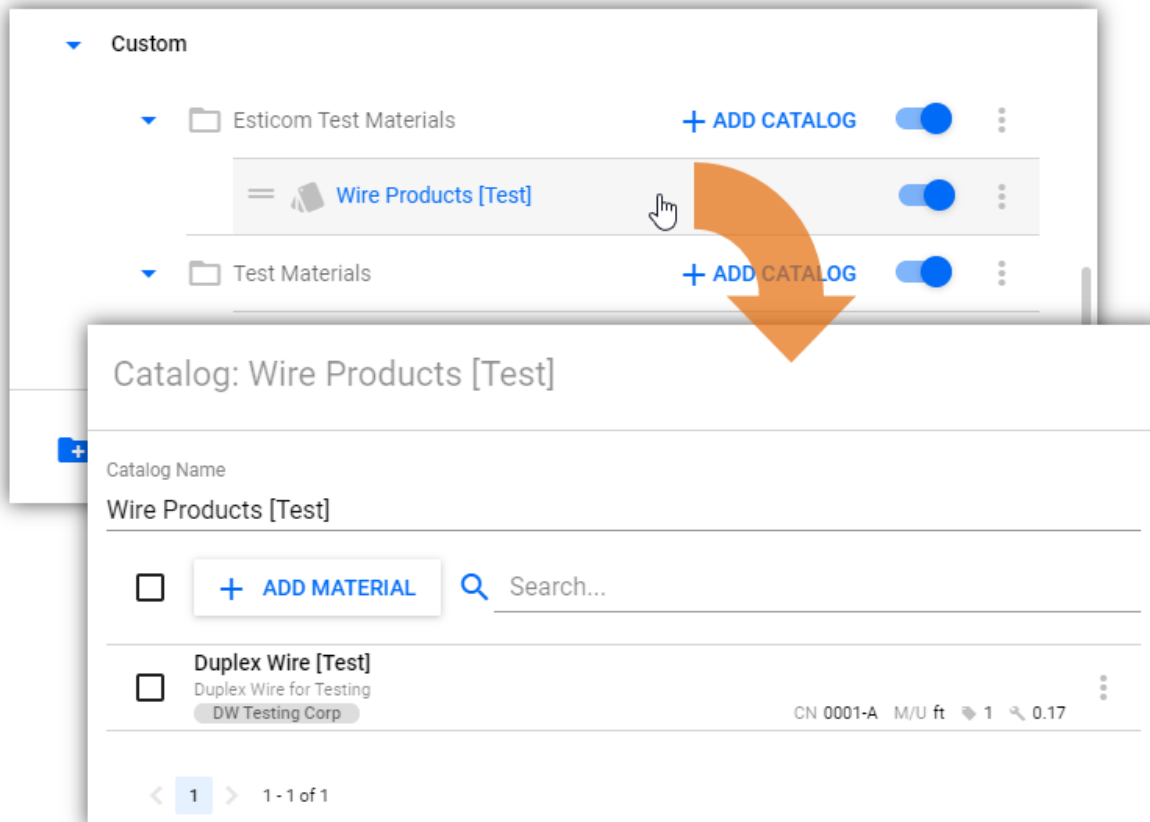 Custom
Esticom Test Materials
+ ADD CATALOG
Wire Products [Test]
Test Materials
+ ADD CATALOG
Catalog: Wire Products [Test]
Catalog Name
Wire Products [Test]
+ ADD MATERIAL
Search...
Duplex Wire [Test]
Duplex Wire for Testing
DW Testing Corp
CN 0001-A M/U ft 1 0.17
< 1 > 1 - 1 of 1